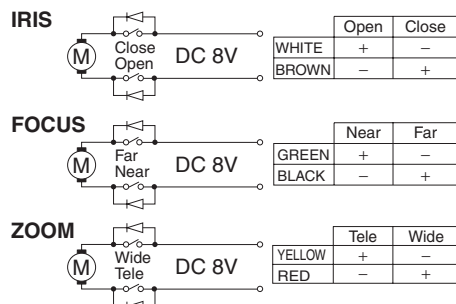 IRIS
M
Close
Open
DC 8V
Open Close
WHITE + −
BROWN − +
FOCUS
M
Far
Near
DC 8V
Near Far
GREEN + −
BLACK − +
ZOOM
M
Wide
Tele
DC 8V
Tele Wide
YELLOW + −
RED − +